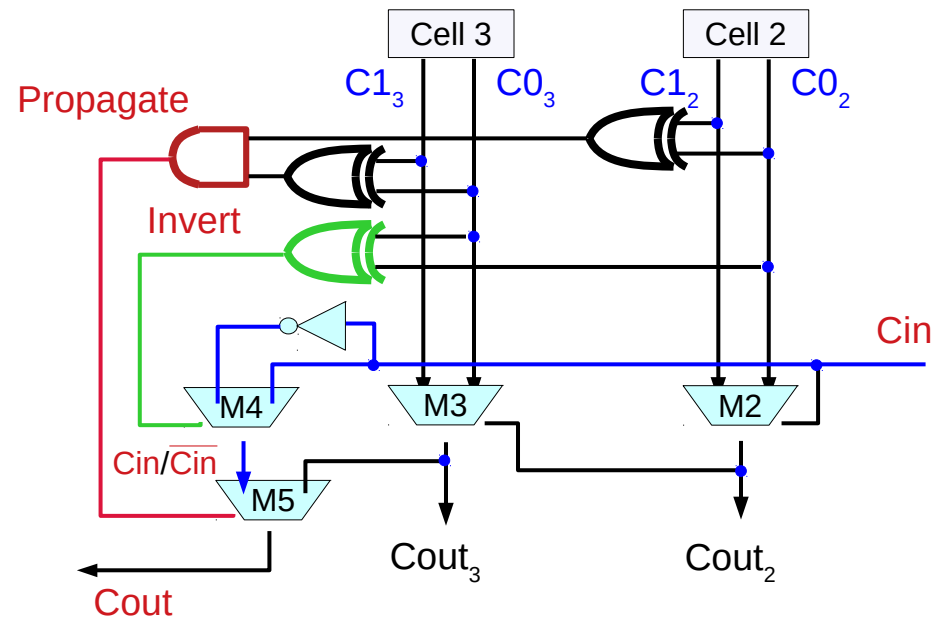 Cell 3
Cell 2
C1₃
C0₃
C1₂
C0₂
Propagate
Invert
Cin
M4
M3
M2
Cin/C̅i̅n̅
M5
Cout₃
Cout₂
Cout